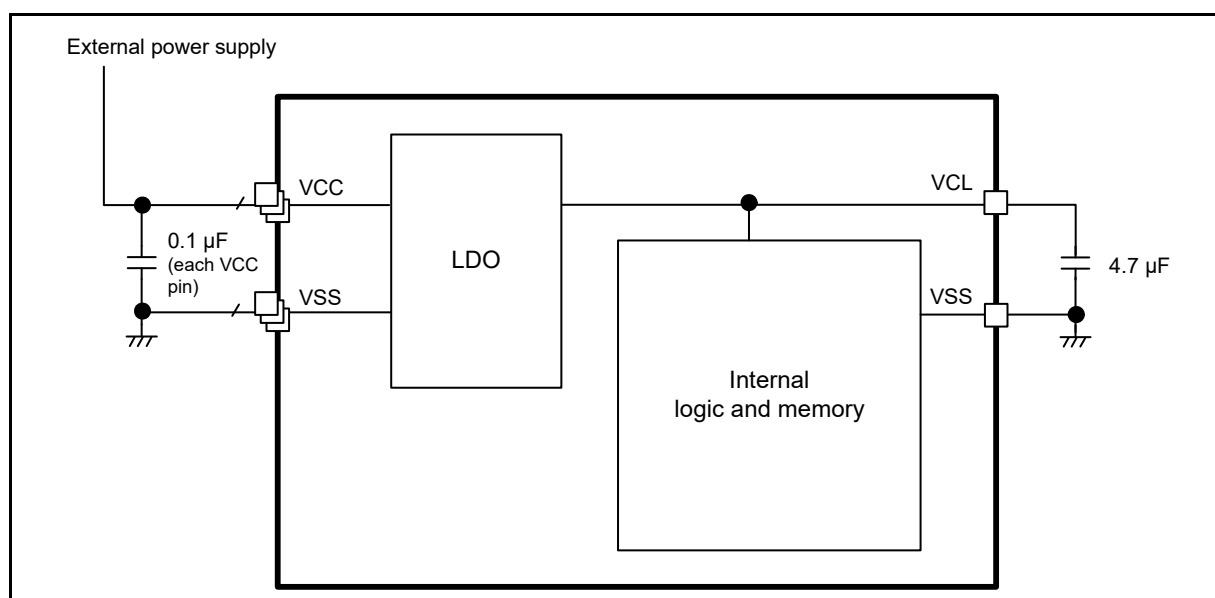 External power supply
VCC
VCL
0.1 µF
(each VCC
pin)
LDO
4.7 µF
VSS
VSS
Internal
logic and memory